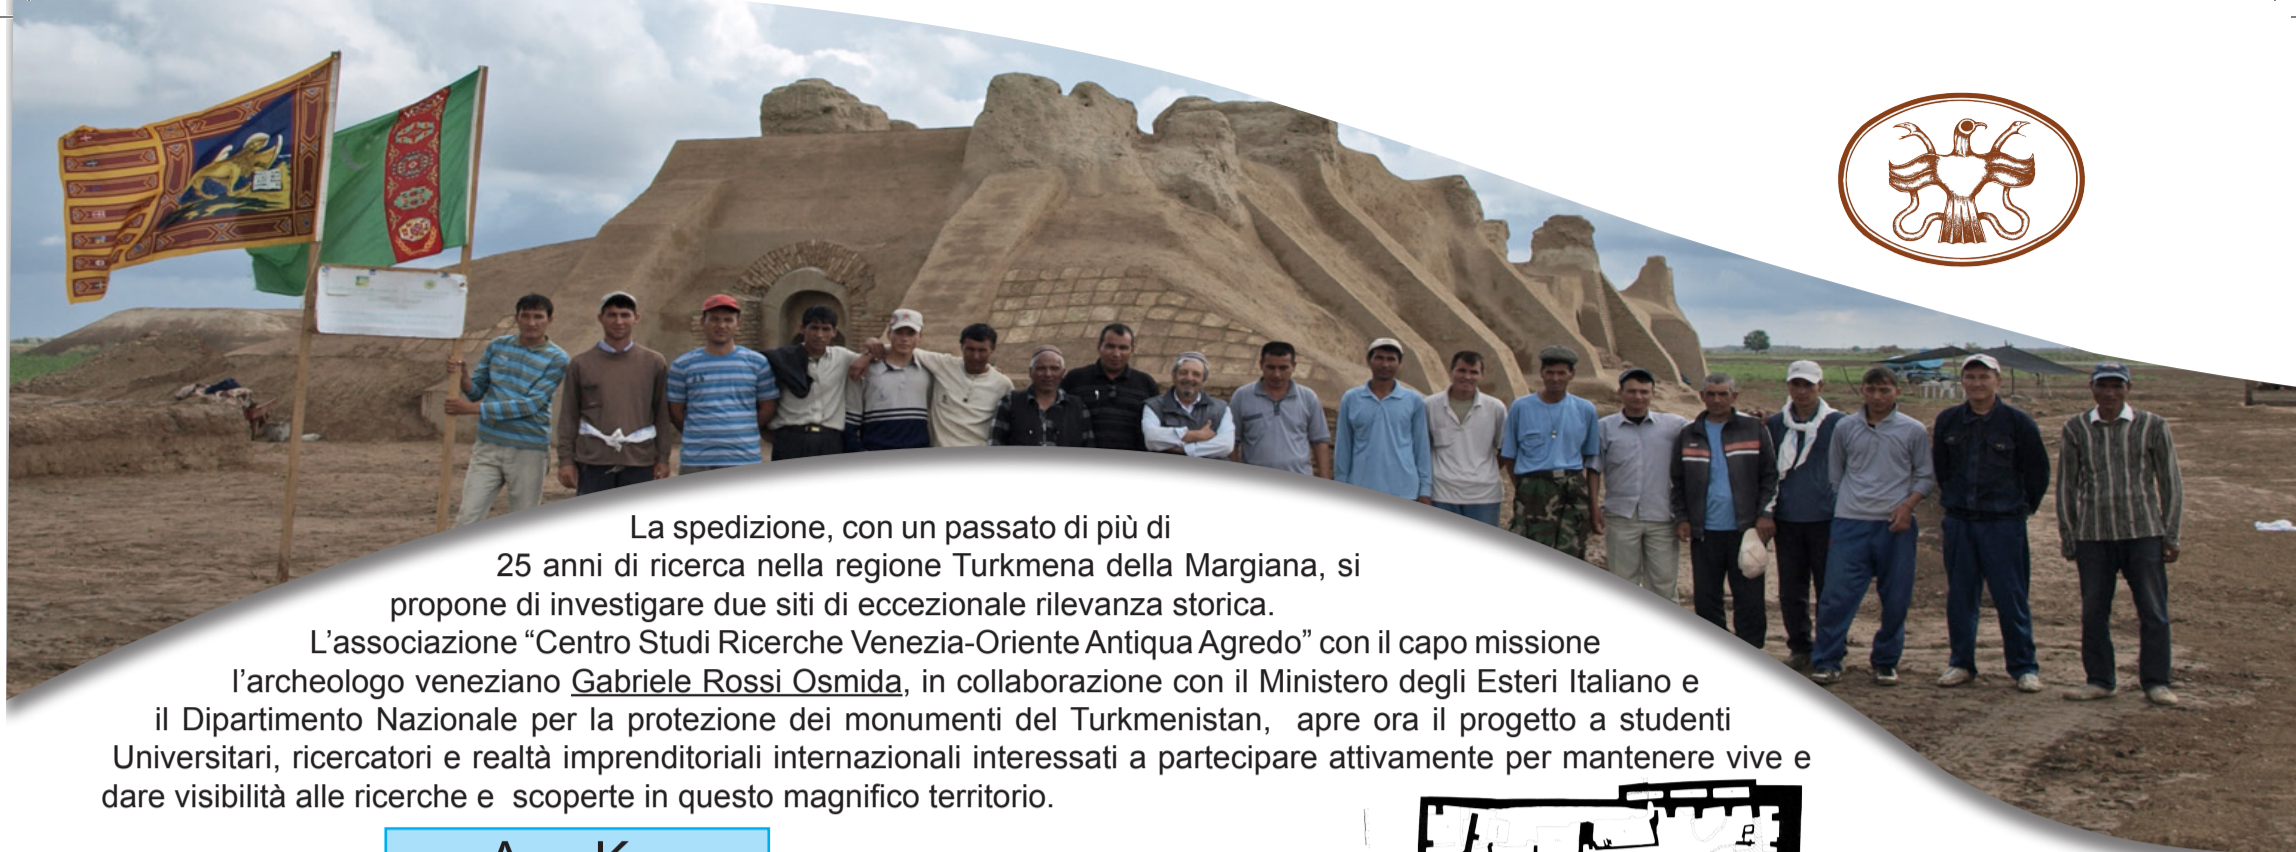 La spedizione, con un passato di più di
25 anni di ricerca nella regione Turkmena della Margiana, si
propone di investigare due siti di eccezionale rilevanza storica.
L’associazione “Centro Studi Ricerche Venezia-Oriente Antiqua Agredo” con il capo missione
l’archeologo veneziano Gabriele Rossi Osmida, in collaborazione con il Ministero degli Esteri Italiano e
il Dipartimento Nazionale per la protezione dei monumenti del Turkmenistan, apre ora il progetto a studenti
Universitari, ricercatori e realtà imprenditoriali internazionali interessati a partecipare attivamente per mantenere vive e
dare visibilità alle ricerche e scoperte in questo magnifico territorio.